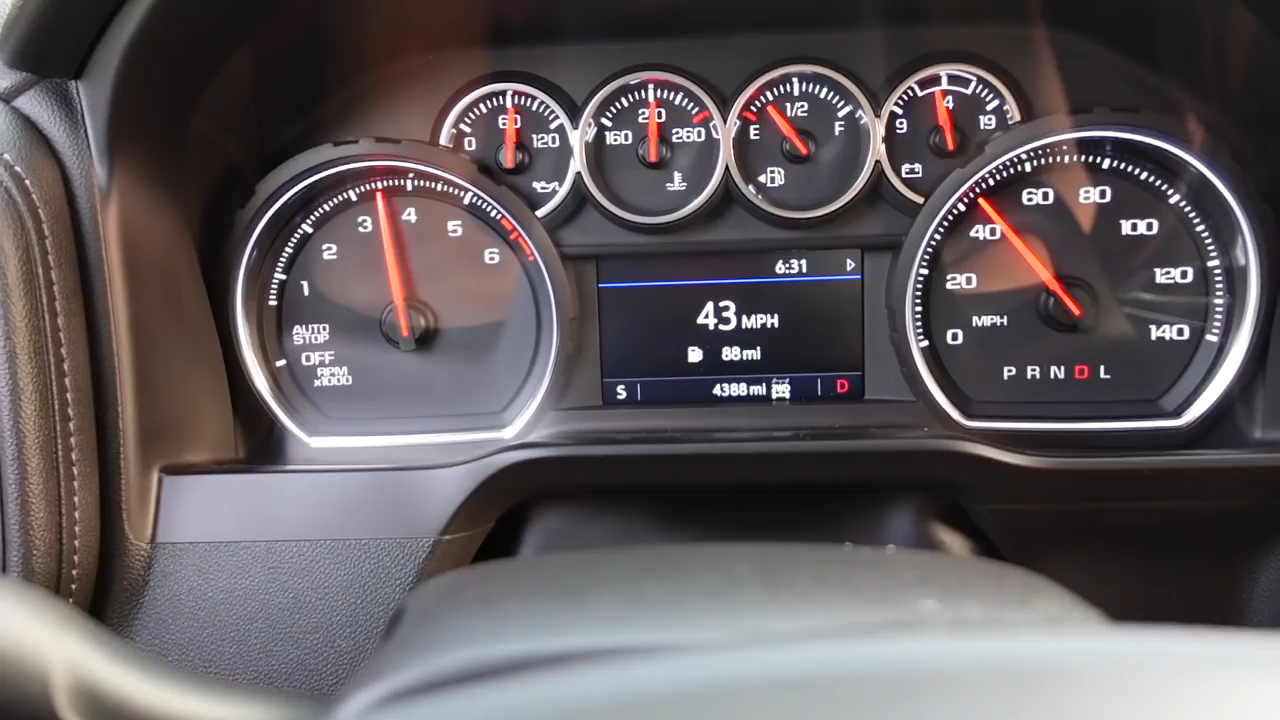 0 60 120
160 210 260
E 1/2 F
9 14 19
1 2 3 4 5 6
AUTO
STOP
OFF
RPM
x1000
6:31
43 MPH
88 mi
S 4388 mi 2WD D
0 20 40 60 80 100 120 140
MPH
P R N D L